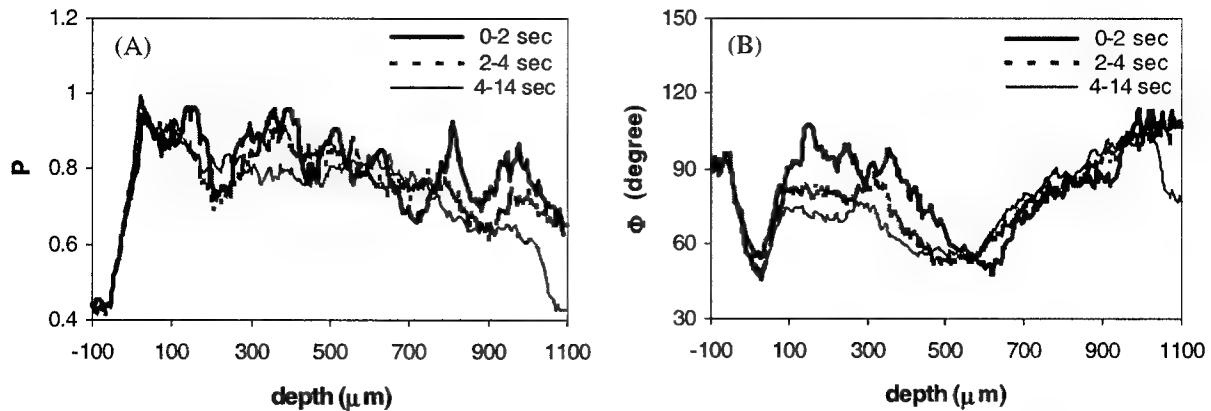 (A)
0-2 sec
2-4 sec
4-14 sec
P
1.2
1
0.8
0.6
0.4
-100 100 300 500 700 900 1100
depth (μm)
(B)
0-2 sec
2-4 sec
4-14 sec
Φ (degree)
150
120
90
60
30
-100 100 300 500 700 900 1100
depth (μm)